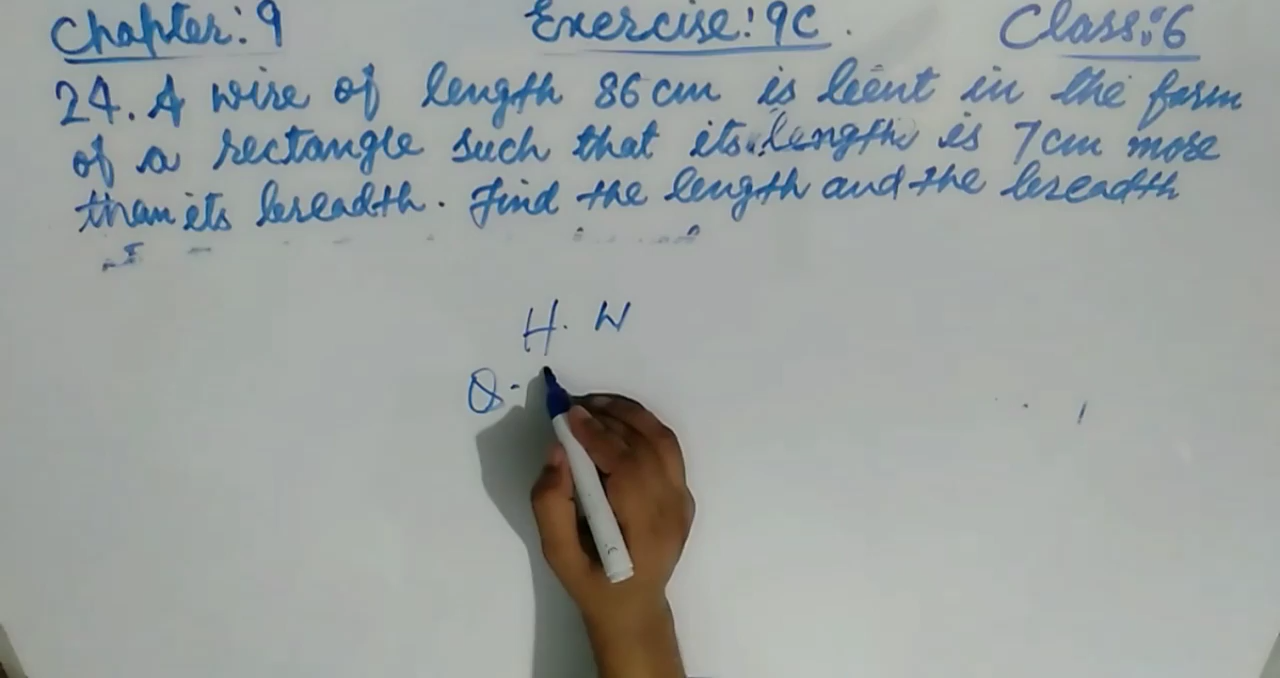 Chapter: 9 Exercise: 9C. Class: 6
24. A wire of length 86 cm is bent in the form
of a rectangle such that its length is 7 cm more
than its breadth. Find the length and the breadth
H. W
Q.